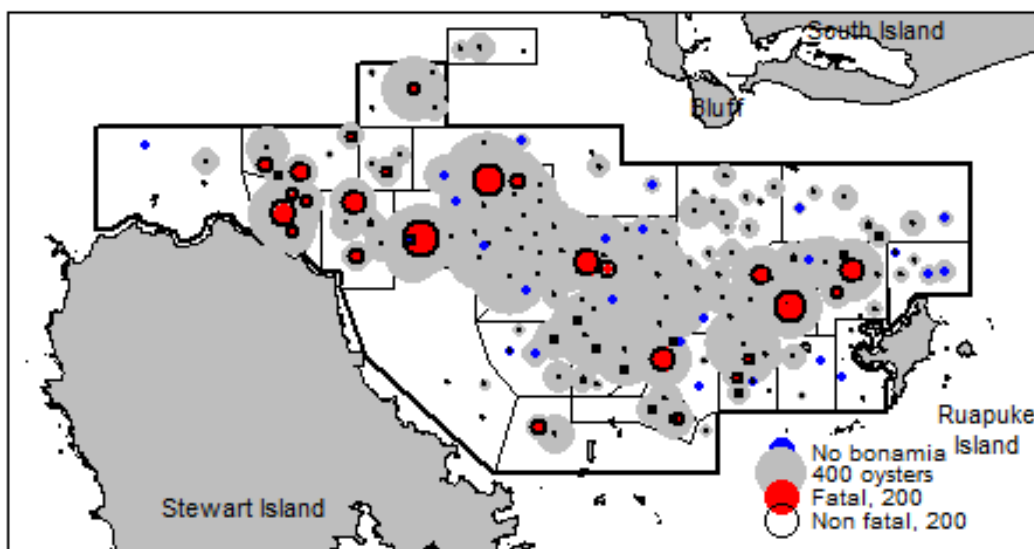 South Island
Bluff
Ruapuke
Island
No bonamia
400 oysters
Fatal, 200
Non fatal, 200
Stewart Island